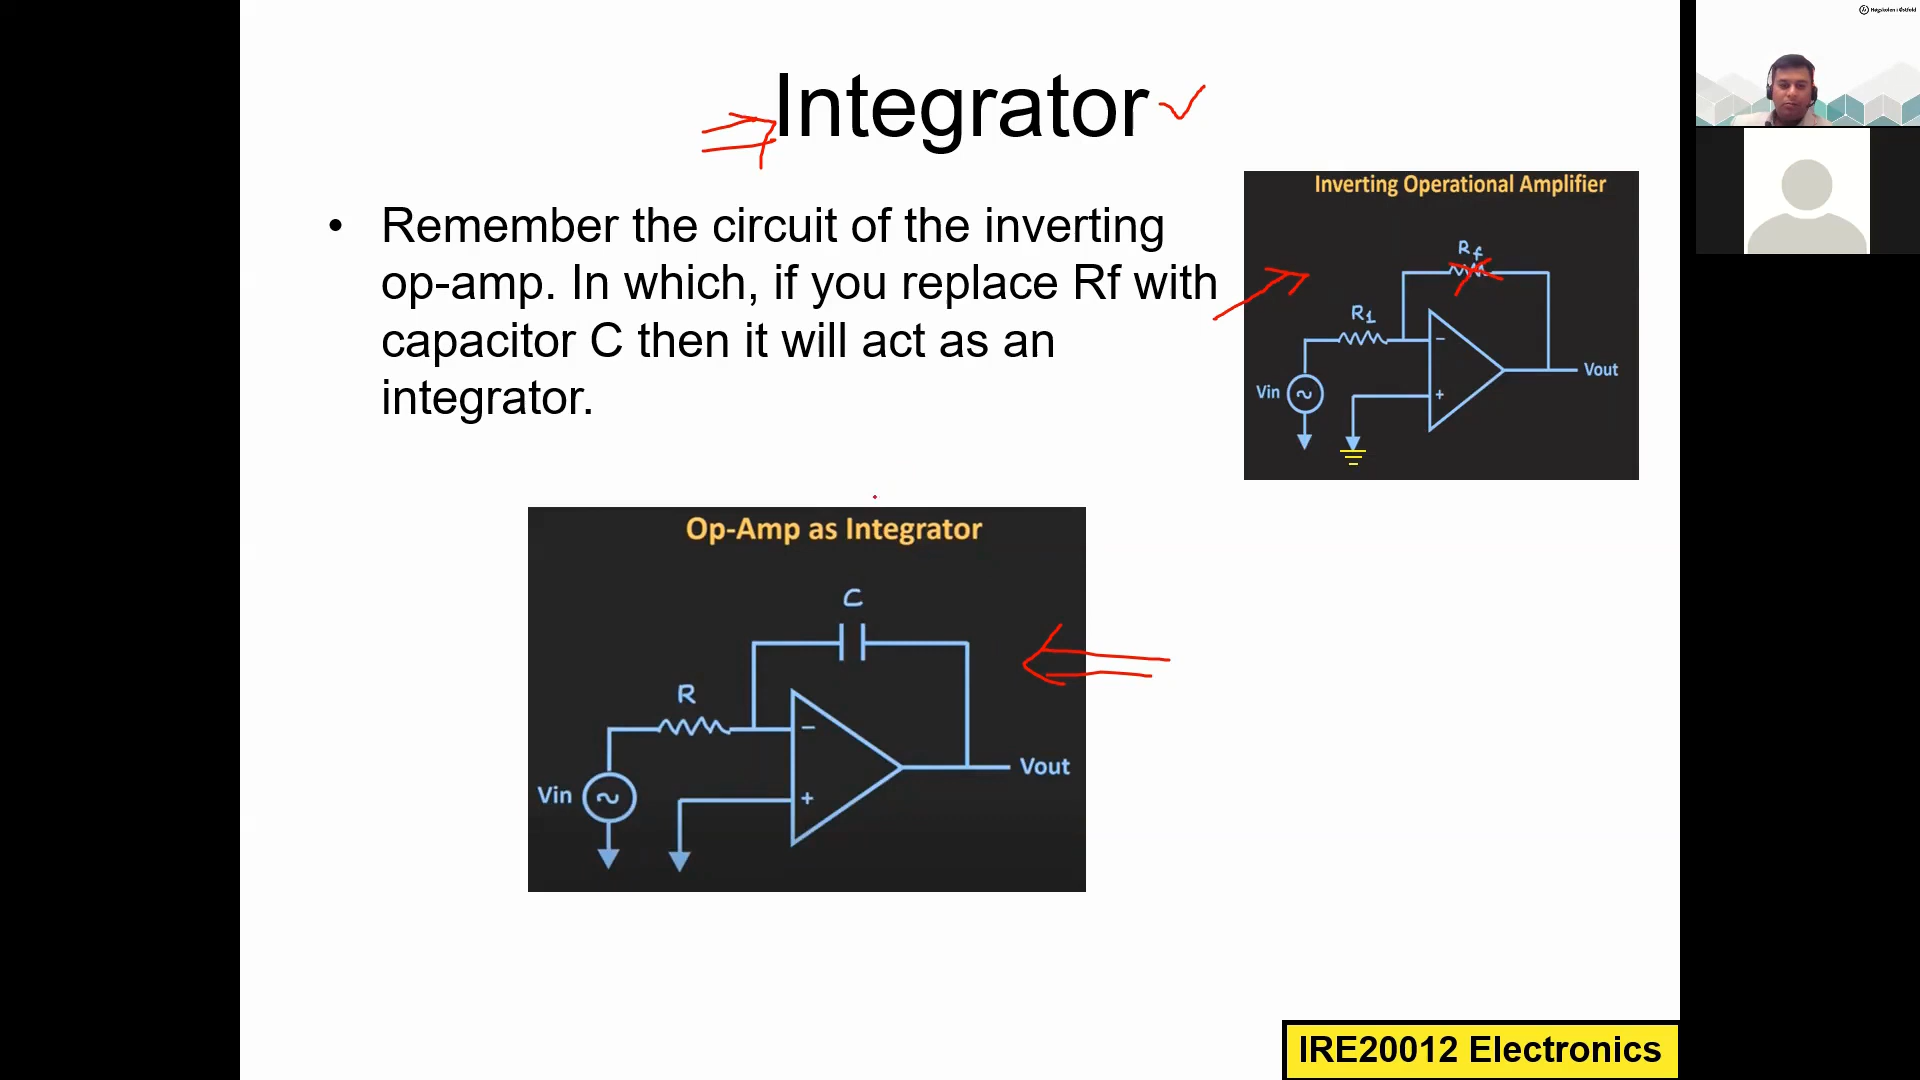 Høgskolen i Østfold
Integrator
• Remember the circuit of the inverting
op-amp. In which, if you replace Rf with
capacitor C then it will act as an
integrator.
Inverting Operational Amplifier
Rf
R1
−
+
Vin
Vout
Op-Amp as Integrator
C
R
−
+
Vin
Vout
IRE20012 Electronics